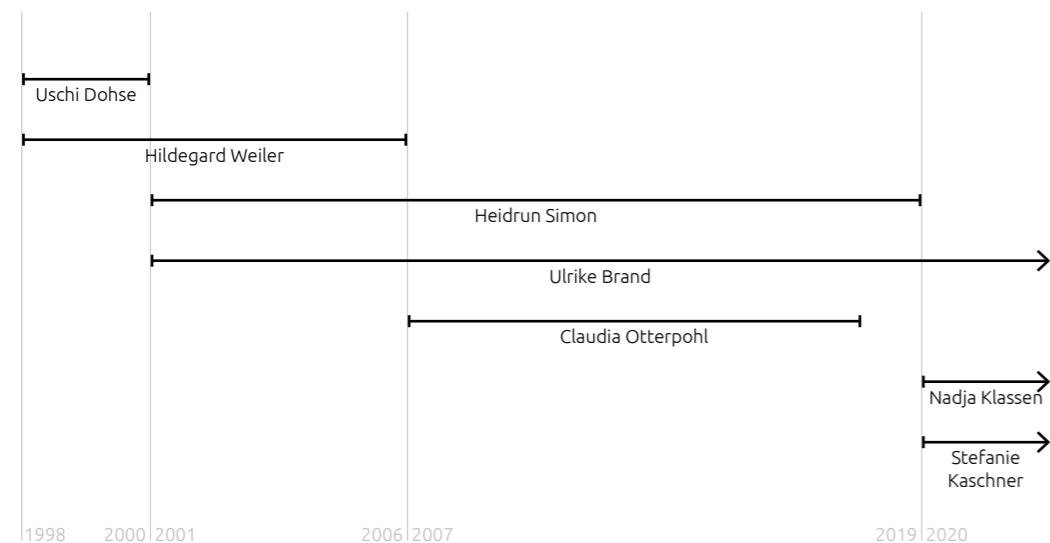 Uschi Dohse
Hildegard Weiler
Heidrun Simon
Ulrike Brand
Claudia Otterpohl
Nadja Klassen
Stefanie
Kaschner
1998 2000 2001 2006 2007 2019 2020